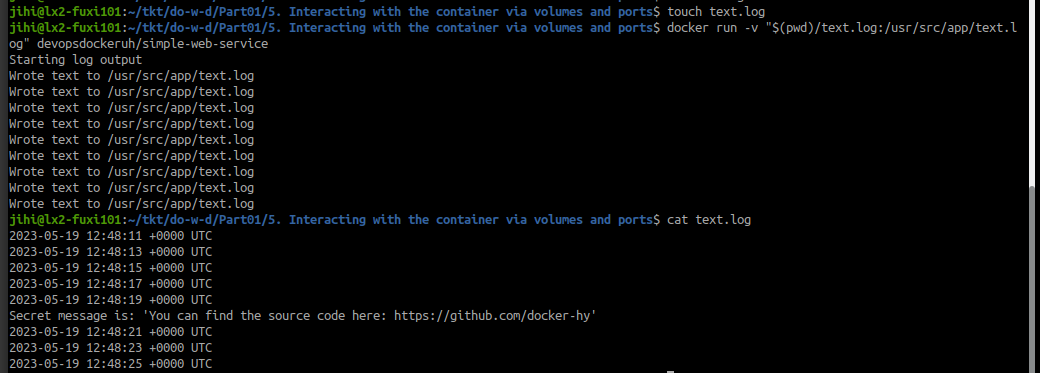 jihi@lx2-fuxi101:~/tkt/do-w-d/Part01/5. Interacting with the container via volumes and ports$ touch text.log
jihi@lx2-fuxi101:~/tkt/do-w-d/Part01/5. Interacting with the container via volumes and ports$ docker run -v "$(pwd)/text.log:/usr/src/app/text.l
og" devopsdockeruh/simple-web-service
Starting log output
Wrote text to /usr/src/app/text.log
Wrote text to /usr/src/app/text.log
Wrote text to /usr/src/app/text.log
Wrote text to /usr/src/app/text.log
Wrote text to /usr/src/app/text.log
Wrote text to /usr/src/app/text.log
Wrote text to /usr/src/app/text.log
Wrote text to /usr/src/app/text.log
Wrote text to /usr/src/app/text.log
jihi@lx2-fuxi101:~/tkt/do-w-d/Part01/5. Interacting with the container via volumes and ports$ cat text.log
2023-05-19 12:48:11 +0000 UTC
2023-05-19 12:48:13 +0000 UTC
2023-05-19 12:48:15 +0000 UTC
2023-05-19 12:48:17 +0000 UTC
2023-05-19 12:48:19 +0000 UTC
Secret message is: 'You can find the source code here: https://github.com/docker-hy'
2023-05-19 12:48:21 +0000 UTC
2023-05-19 12:48:23 +0000 UTC
2023-05-19 12:48:25 +0000 UTC